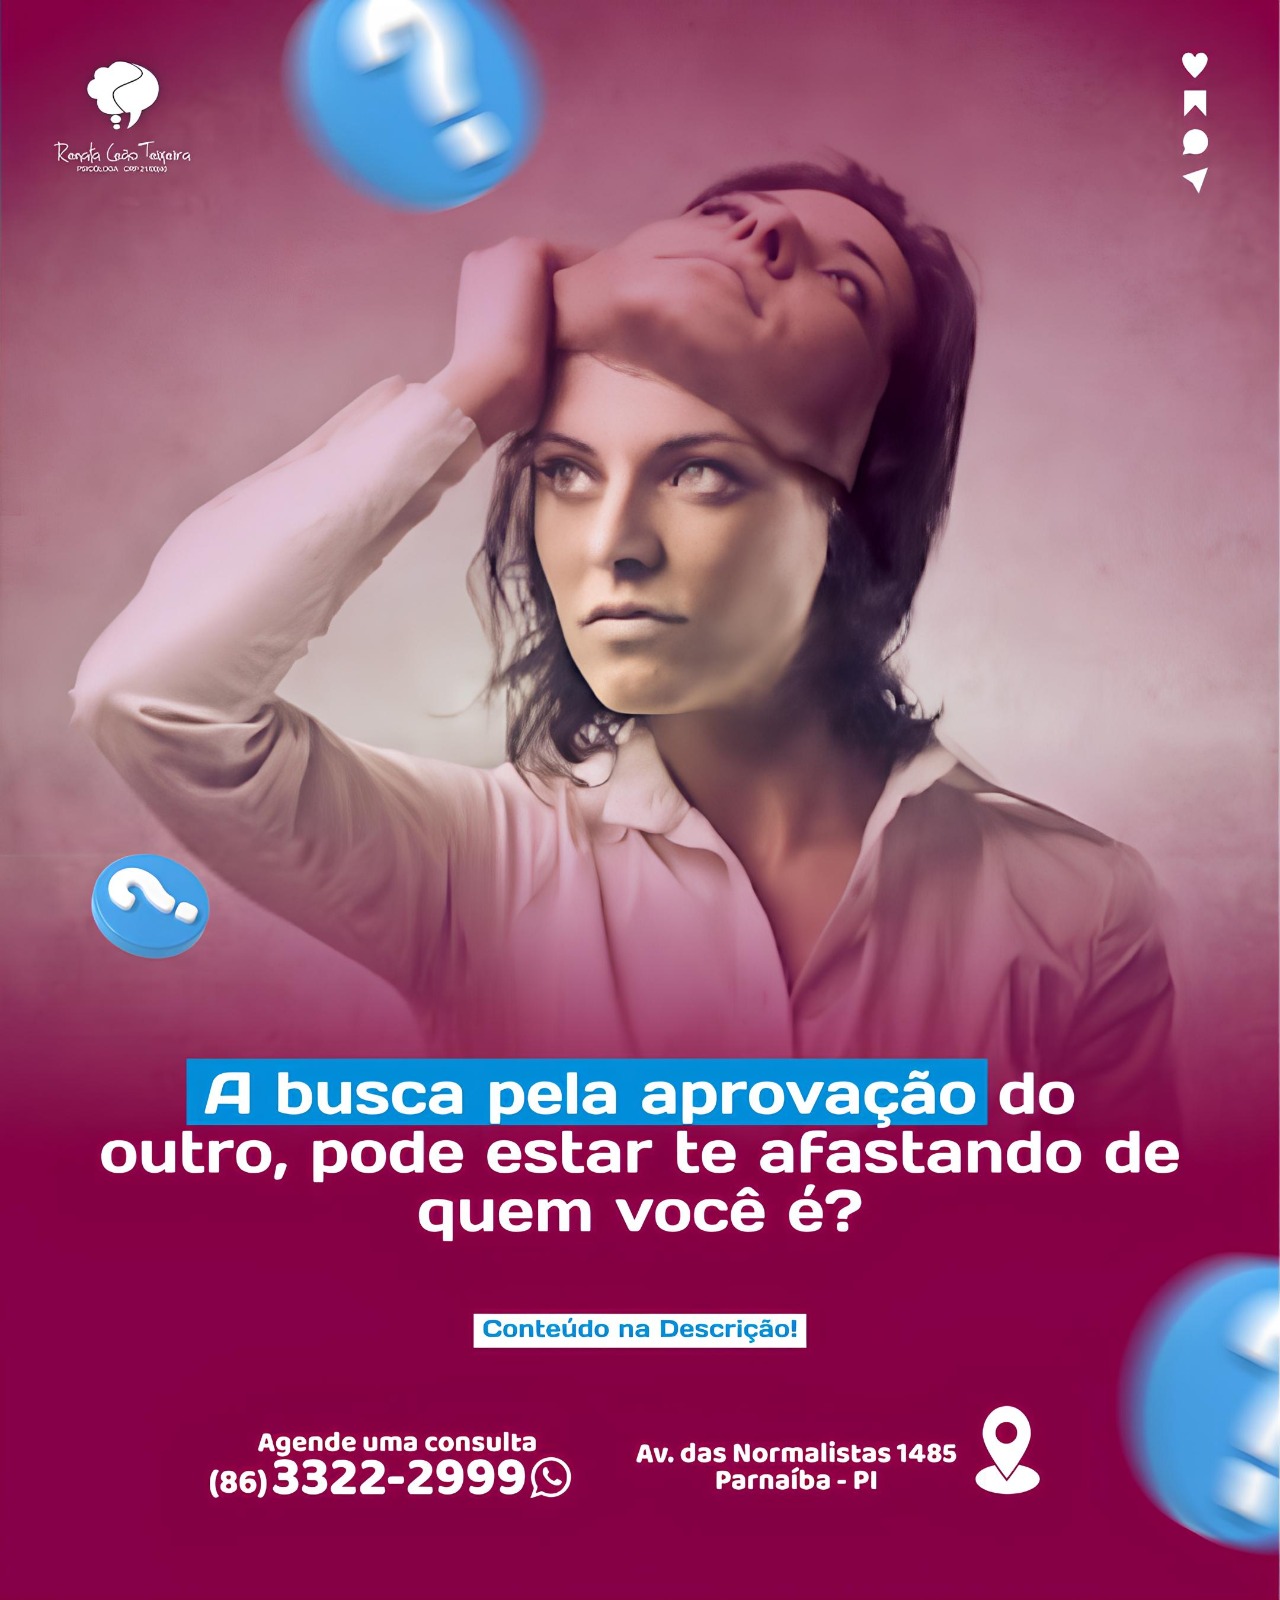 Renata Leão Teixeira
PSICÓLOGA
A busca pela aprovação do
outro, pode estar te afastando de
quem você é?
Conteúdo na Descrição!
Agende uma consulta
(86) 3322-2999
Av. das Normalistas 1485
Parnaíba - PI